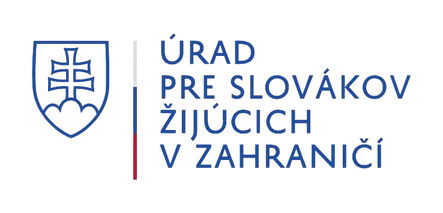 ÚRAD
PRE SLOVÁKOV
ŽIJÚCICH
V ZAHRANIČÍ